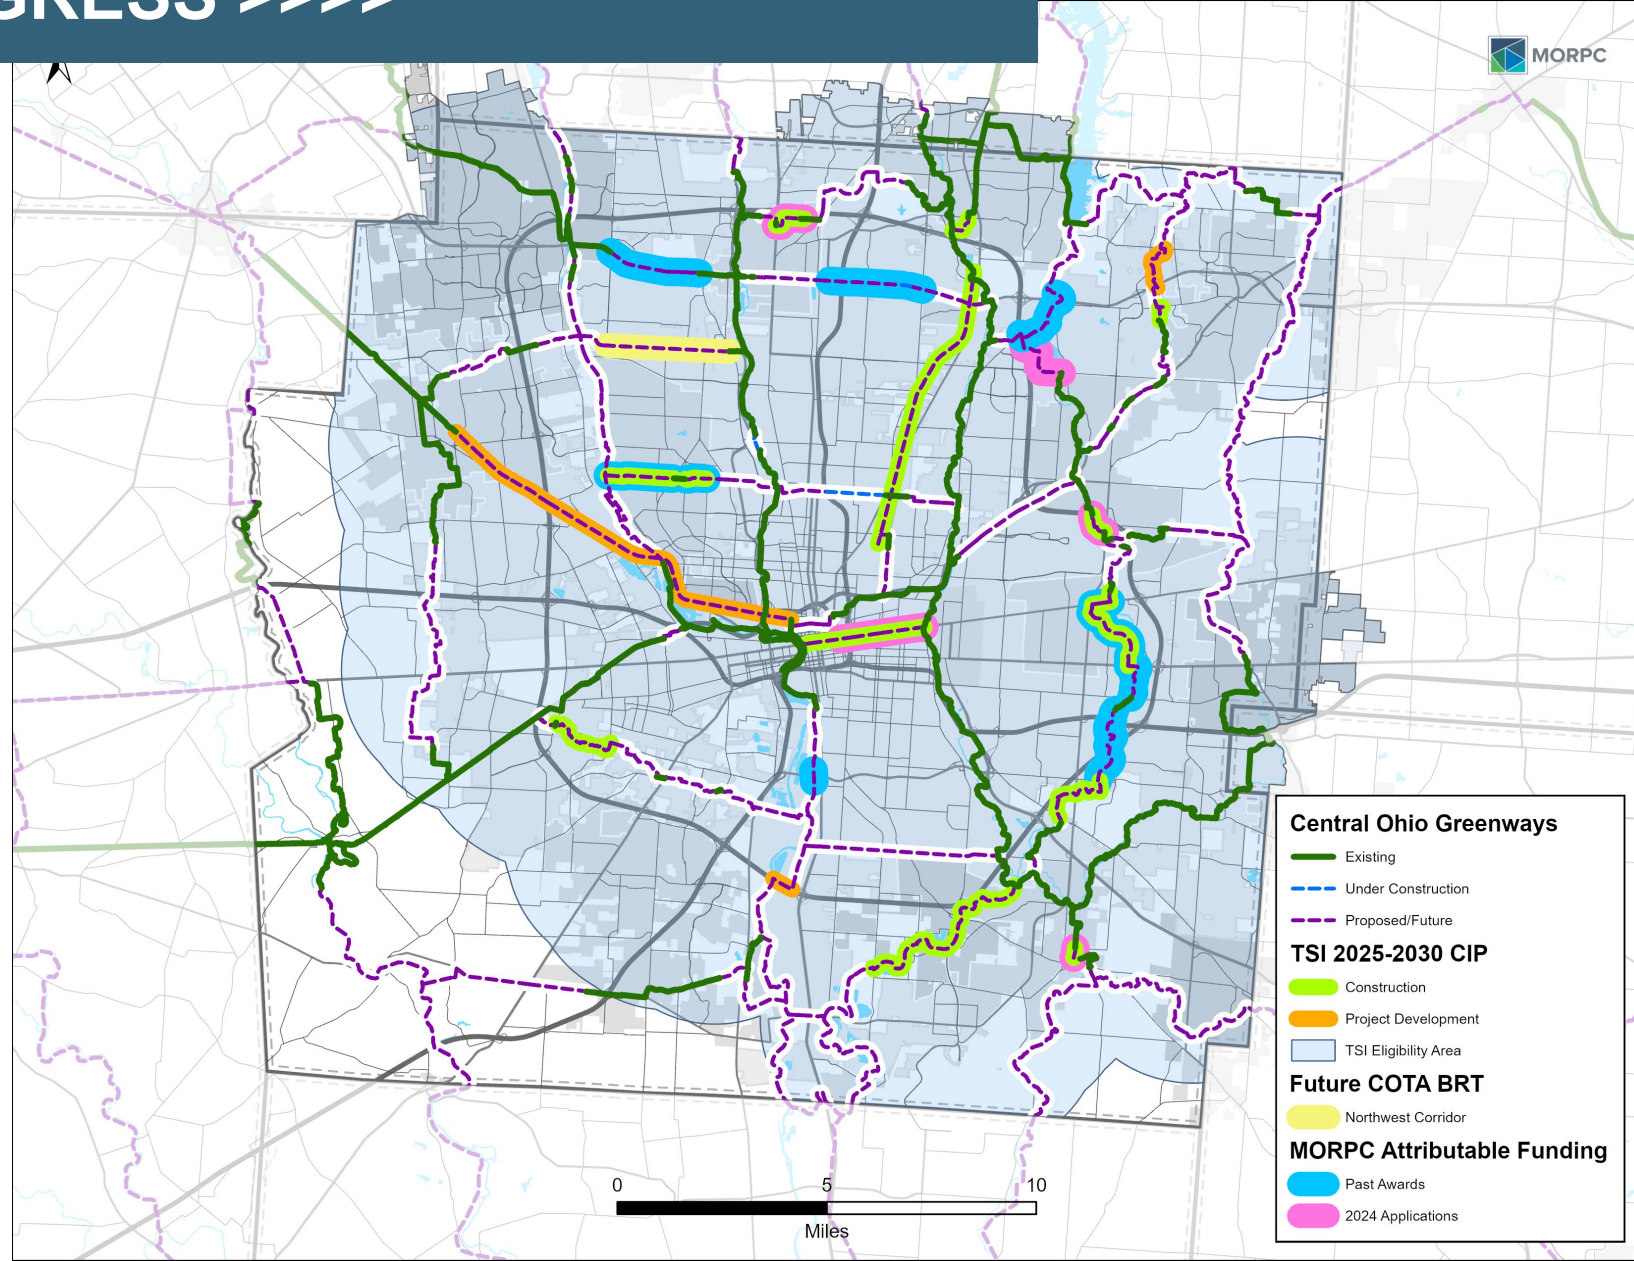 GRESS >>>>
MORPC
Central Ohio Greenways
Existing
Under Construction
Proposed/Future
TSI 2025-2030 CIP
Construction
Project Development
TSI Eligibility Area
Future COTA BRT
Northwest Corridor
MORPC Attributable Funding
Past Awards
2024 Applications
0 5 10
Miles